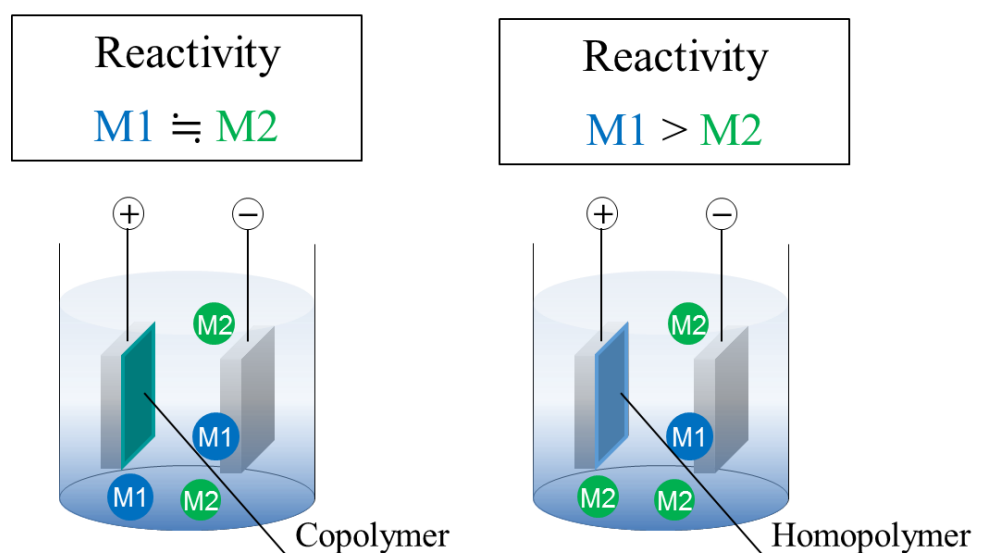 Reactivity
M1 ≒ M2
+
−
M2
M1
M1
M2
Copolymer
Reactivity
M1 > M2
+
−
M2
M1
M2
M2
Homopolymer